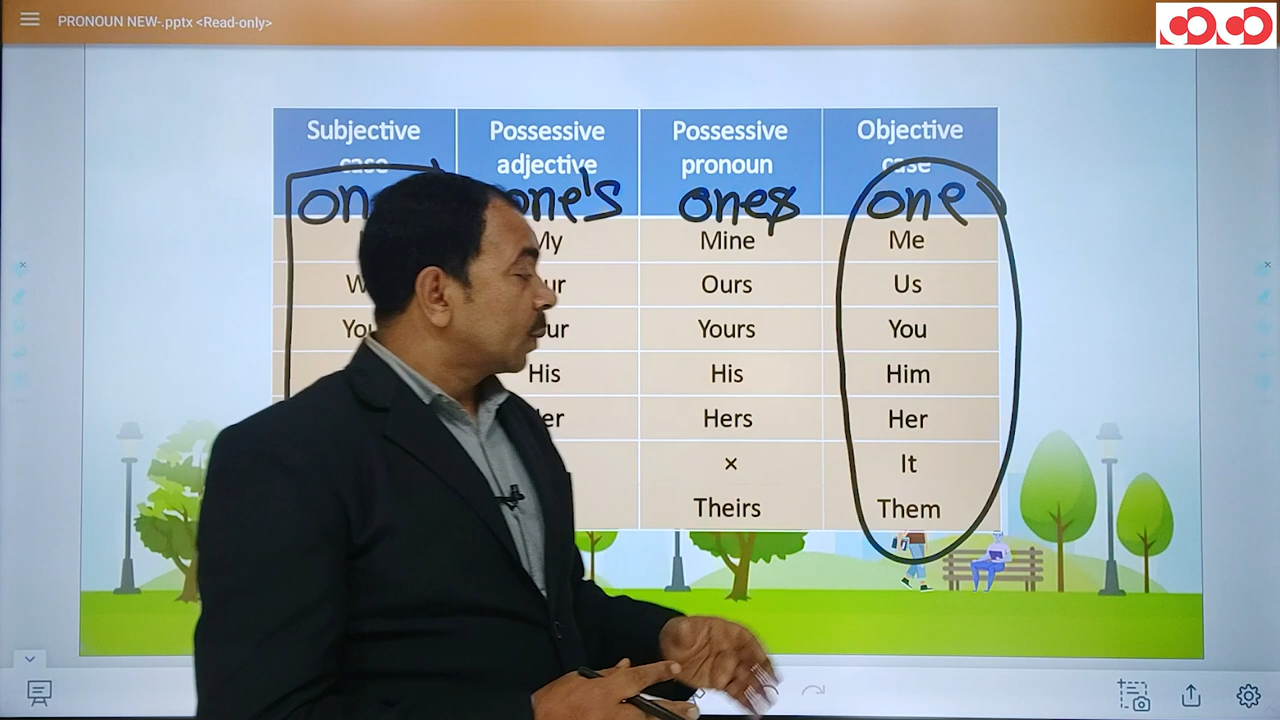 PRONOUN NEW-.pptx <Read-only>
Subjective case Possessive adjective Possessive pronoun Objective case
one's ones one
My Mine Me
Ours Us
Yours You
His His Him
Hers Her
× It
Theirs Them